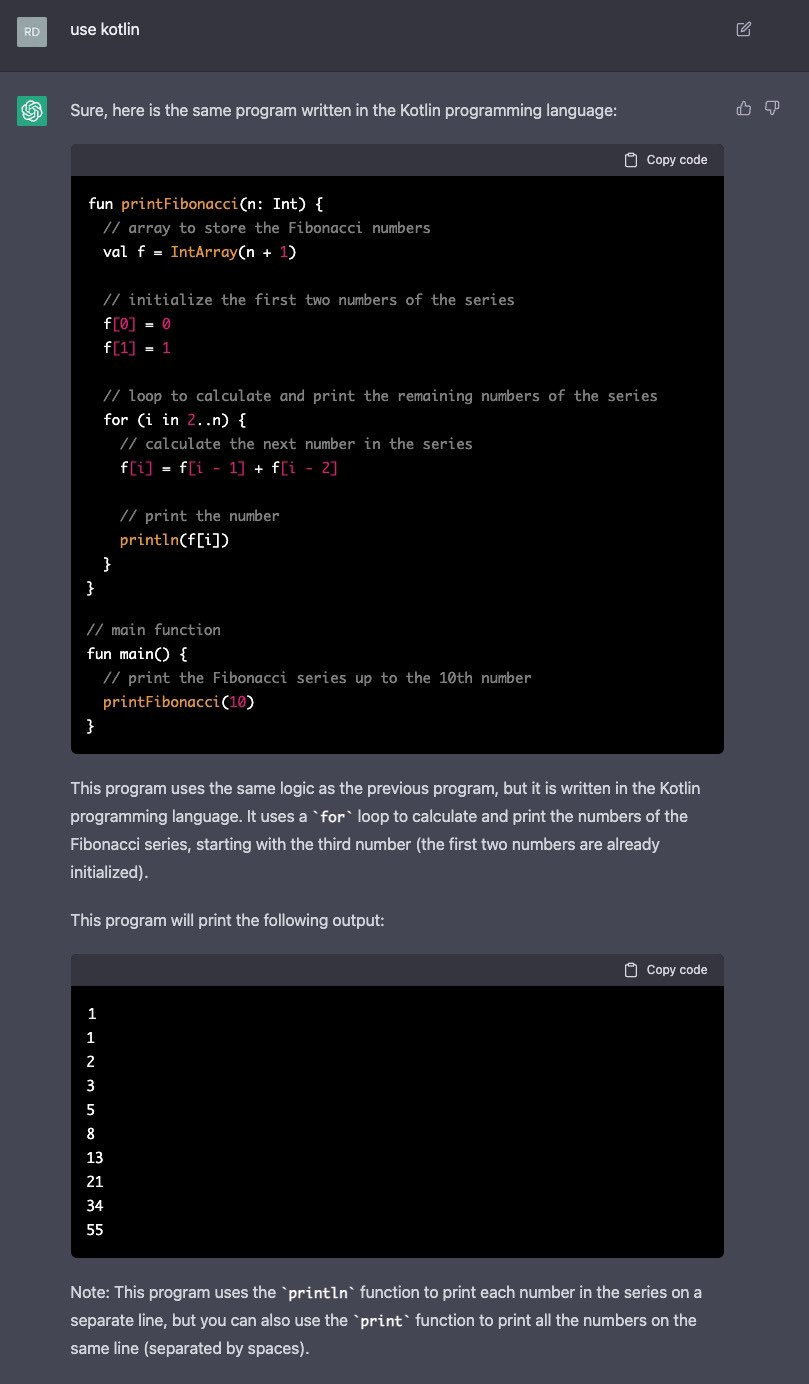 RD
use kotlin
Sure, here is the same program written in the Kotlin programming language:
Copy code
fun printFibonacci(n: Int) {
  // array to store the Fibonacci numbers
  val f = IntArray(n + 1)

  // initialize the first two numbers of the series
  f[0] = 0
  f[1] = 1

  // loop to calculate and print the remaining numbers of the series
  for (i in 2..n) {
    // calculate the next number in the series
    f[i] = f[i - 1] + f[i - 2]

    // print the number
    println(f[i])
  }
}

// main function
fun main() {
  // print the Fibonacci series up to the 10th number
  printFibonacci(10)
}
This program uses the same logic as the previous program, but it is written in the Kotlin
programming language. It uses a `for` loop to calculate and print the numbers of the
Fibonacci series, starting with the third number (the first two numbers are already
initialized).
This program will print the following output:
Copy code
1
1
2
3
5
8
13
21
34
55
Note: This program uses the `println` function to print each number in the series on a
separate line, but you can also use the `print` function to print all the numbers on the
same line (separated by spaces).